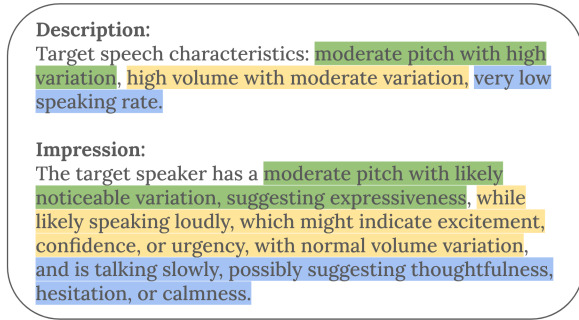 Description:
Target speech characteristics: moderate pitch with high
variation, high volume with moderate variation, very low
speaking rate.
Impression:
The target speaker has a moderate pitch with likely
noticeable variation, suggesting expressiveness, while
likely speaking loudly, which might indicate excitement,
confidence, or urgency, with normal volume variation,
and is talking slowly, possibly suggesting thoughtfulness,
hesitation, or calmness.